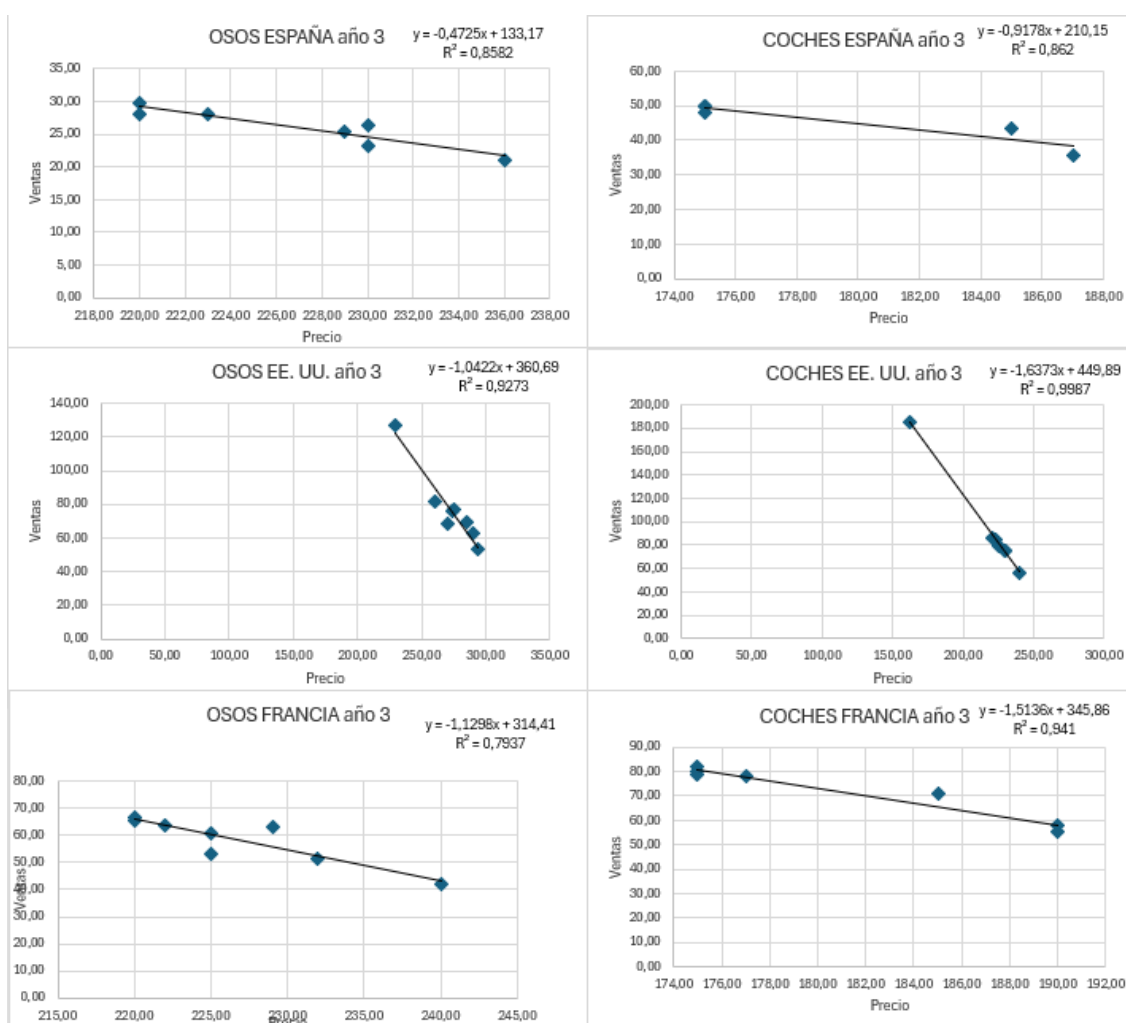 OSOS ESPAÑA año 3
y = -0,4725x + 133,17
R² = 0,8582
35,00
30,00
25,00
20,00
15,00
10,00
5,00
0,00
Ventas
218,00 220,00 222,00 224,00 226,00 228,00 230,00 232,00 234,00 236,00 238,00
Precio
COCHES ESPAÑA año 3
y = -0,9178x + 210,15
R² = 0,862
60,00
50,00
40,00
30,00
20,00
10,00
0,00
Ventas
174,00 176,00 178,00 180,00 182,00 184,00 186,00 188,00
Precio
OSOS EE. UU. año 3
y = -1,0422x + 360,69
R² = 0,9273
140,00
120,00
100,00
80,00
60,00
40,00
20,00
0,00
Ventas
0,00 50,00 100,00 150,00 200,00 250,00 300,00 350,00
Precio
COCHES EE. UU. año 3
y = -1,6373x + 449,89
R² = 0,9987
200,00
180,00
160,00
140,00
120,00
100,00
80,00
60,00
40,00
20,00
0,00
Ventas
0,00 50,00 100,00 150,00 200,00 250,00 300,00
Precio
OSOS FRANCIA año 3
y = -1,1298x + 314,41
R² = 0,7937
80,00
70,00
60,00
50,00
40,00
30,00
20,00
10,00
0,00
Ventas
215,00 220,00 225,00 230,00 235,00 240,00 245,00
Precio
COCHES FRANCIA año 3
y = -1,5136x + 345,86
R² = 0,941
90,00
80,00
70,00
60,00
50,00
40,00
30,00
20,00
10,00
0,00
Ventas
174,00 176,00 178,00 180,00 182,00 184,00 186,00 188,00 190,00 192,00
Precio